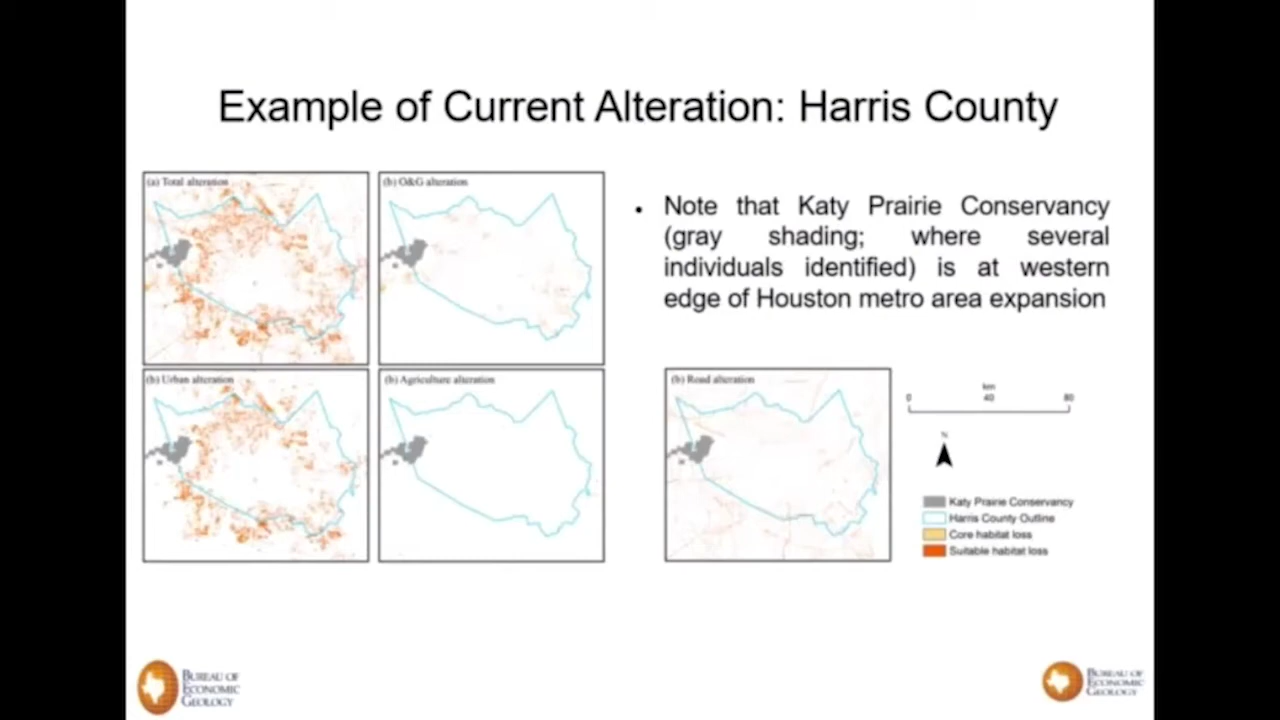 Example of Current Alteration: Harris County
(a) Total alteration
(b) O&G alteration
(b) Urban alteration
(b) Agriculture alteration
• Note that Katy Prairie Conservancy
(gray shading; where several
individuals identified) is at western
edge of Houston metro area expansion
(b) Road alteration
km
0 40 80
N
Katy Prairie Conservancy
Harris County Outline
Core habitat loss
Suitable habitat loss
BUREAU OF
ECONOMIC
GEOLOGY
BUREAU OF
ECONOMIC
GEOLOGY